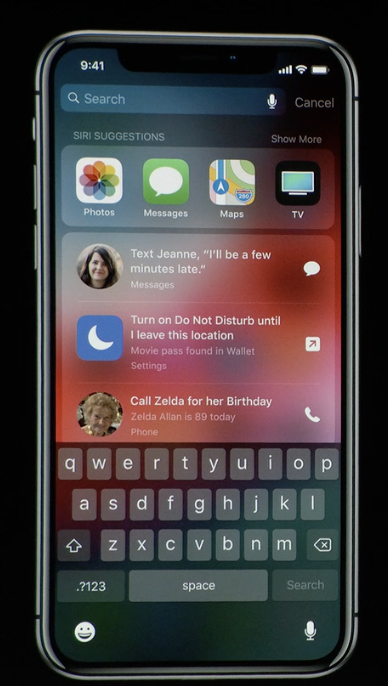 9:41
Search
Cancel
SIRI SUGGESTIONS
Show More
Photos
Messages
Maps
TV
280
Text Jeanne, “I’ll be a few
minutes late.”
Messages
Turn on Do Not Disturb until
I leave this location
Movie pass found in Wallet
Settings
Call Zelda for her Birthday
Zelda Allan is 89 today
Phone
q w e r t y u i o p
a s d f g h j k l
z x c v b n m
.?123
space
Search